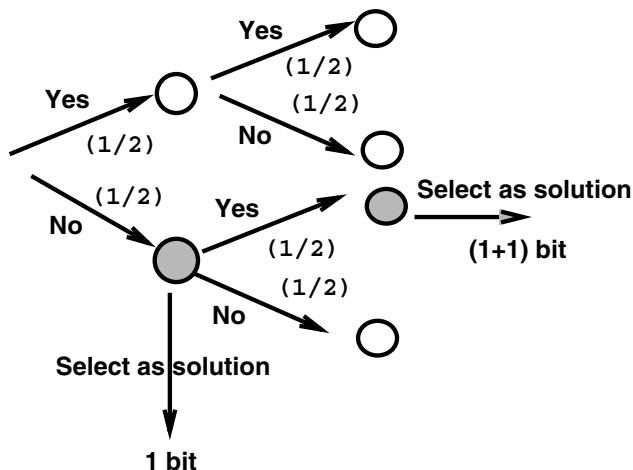 Yes
(1/2)
Yes
(1/2)
(1/2)
No
(1/2)
No
Yes
(1/2)
Select as solution
(1+1) bit
(1/2)
No
Select as solution
1 bit